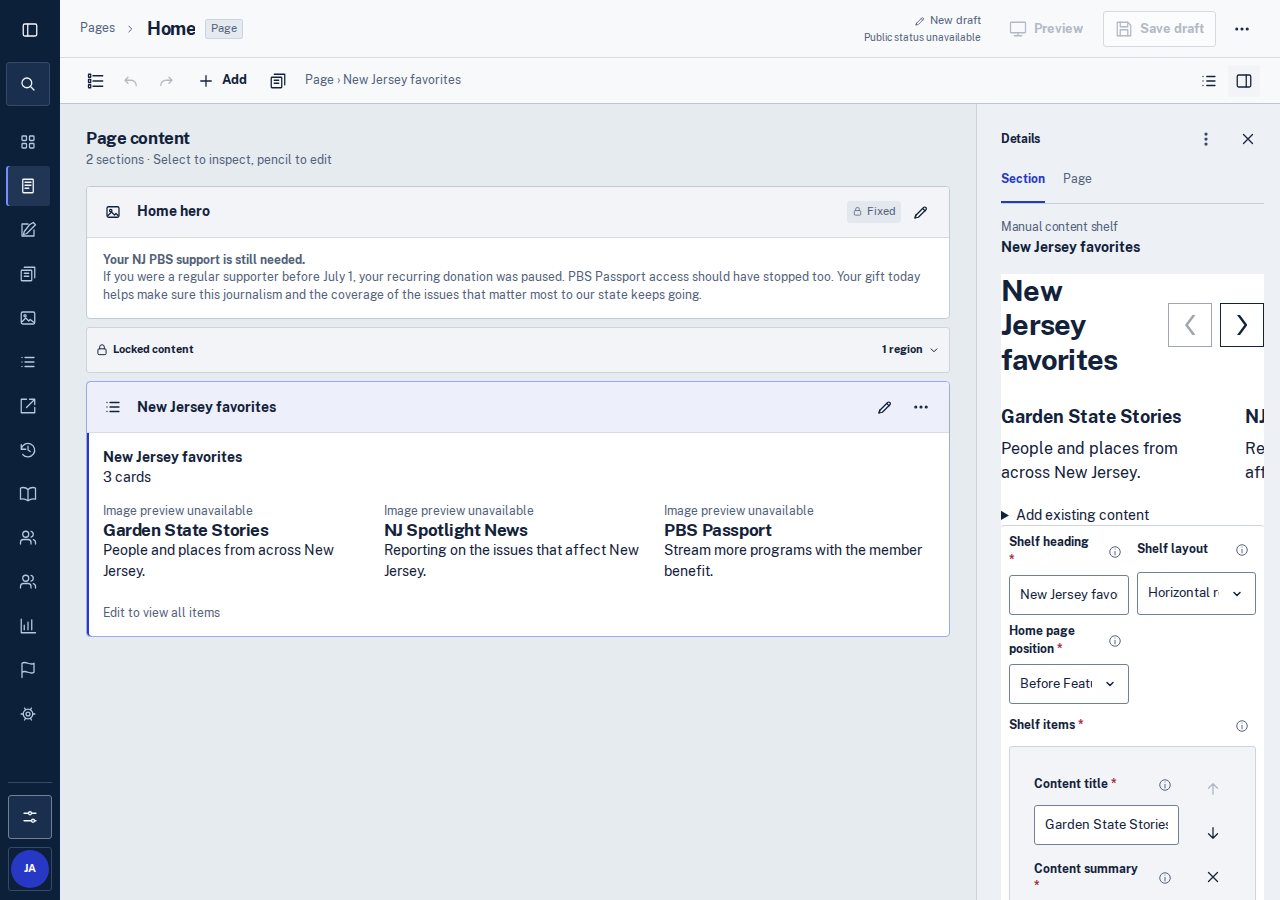 Pages
Home
Page
New draft
Public status unavailable
Preview
Save draft
Add
Page › New Jersey favorites
Page content
2 sections · Select to inspect, pencil to edit
Home hero
Fixed
Your NJ PBS support is still needed.
If you were a regular supporter before July 1, your recurring donation was paused. PBS Passport access should have stopped too. Your gift today
helps make sure this journalism and the coverage of the issues that matter most to our state keeps going.
Locked content
1 region
New Jersey favorites
New Jersey favorites
3 cards
Image preview unavailable
Garden State Stories
People and places from across New
Jersey.
Image preview unavailable
NJ Spotlight News
Reporting on the issues that affect New
Jersey.
Image preview unavailable
PBS Passport
Stream more programs with the member
benefit.
Edit to view all items
JA
Details
Section
Page
Manual content shelf
New Jersey favorites
New
Jersey
favorites
Garden State Stories
People and places from
across New Jersey.
NJ
Re
aff
Add existing content
Shelf heading
*
Shelf layout
New Jersey favo
Horizontal r
Home page
position *
Before Feat
Shelf items *
Content title *
Garden State Stories
Content summary
*